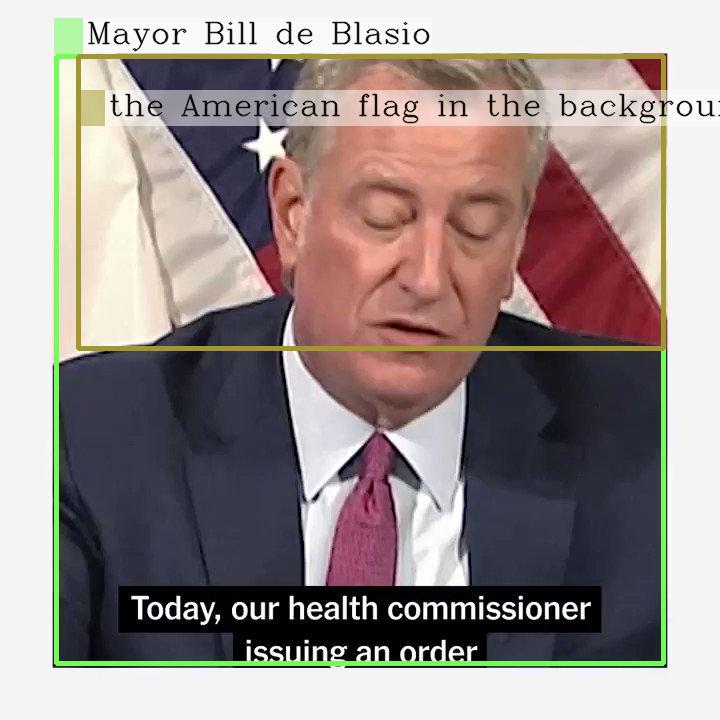 Mayor Bill de Blasio
the American flag in the backgrou
Today, our health commissioner
issuing an order